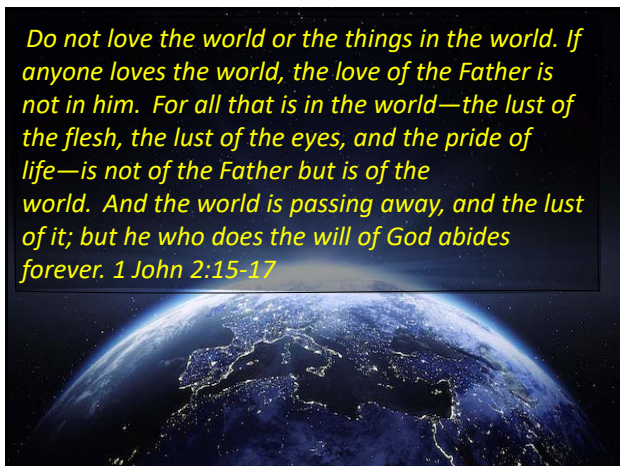 Do not love the world or the things in the world. If
anyone loves the world, the love of the Father is
not in him.  For all that is in the world—the lust of
the flesh, the lust of the eyes, and the pride of
life—is not of the Father but is of the
world.  And the world is passing away, and the lust
of it; but he who does the will of God abides
forever. 1 John 2:15-17